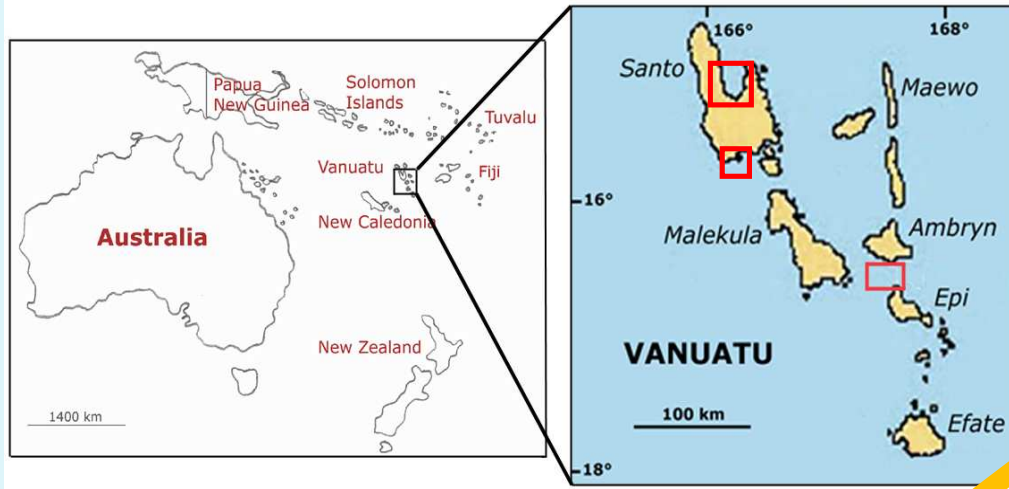 Papua
New Guinea
Solomon
Islands
Tuvalu
Vanuatu
Fiji
New Caledonia
Australia
New Zealand
1400 km
166°
168°
Santo
Maewo
16°
Malekula
Ambryn
Epi
VANUATU
100 km
Efate
18°